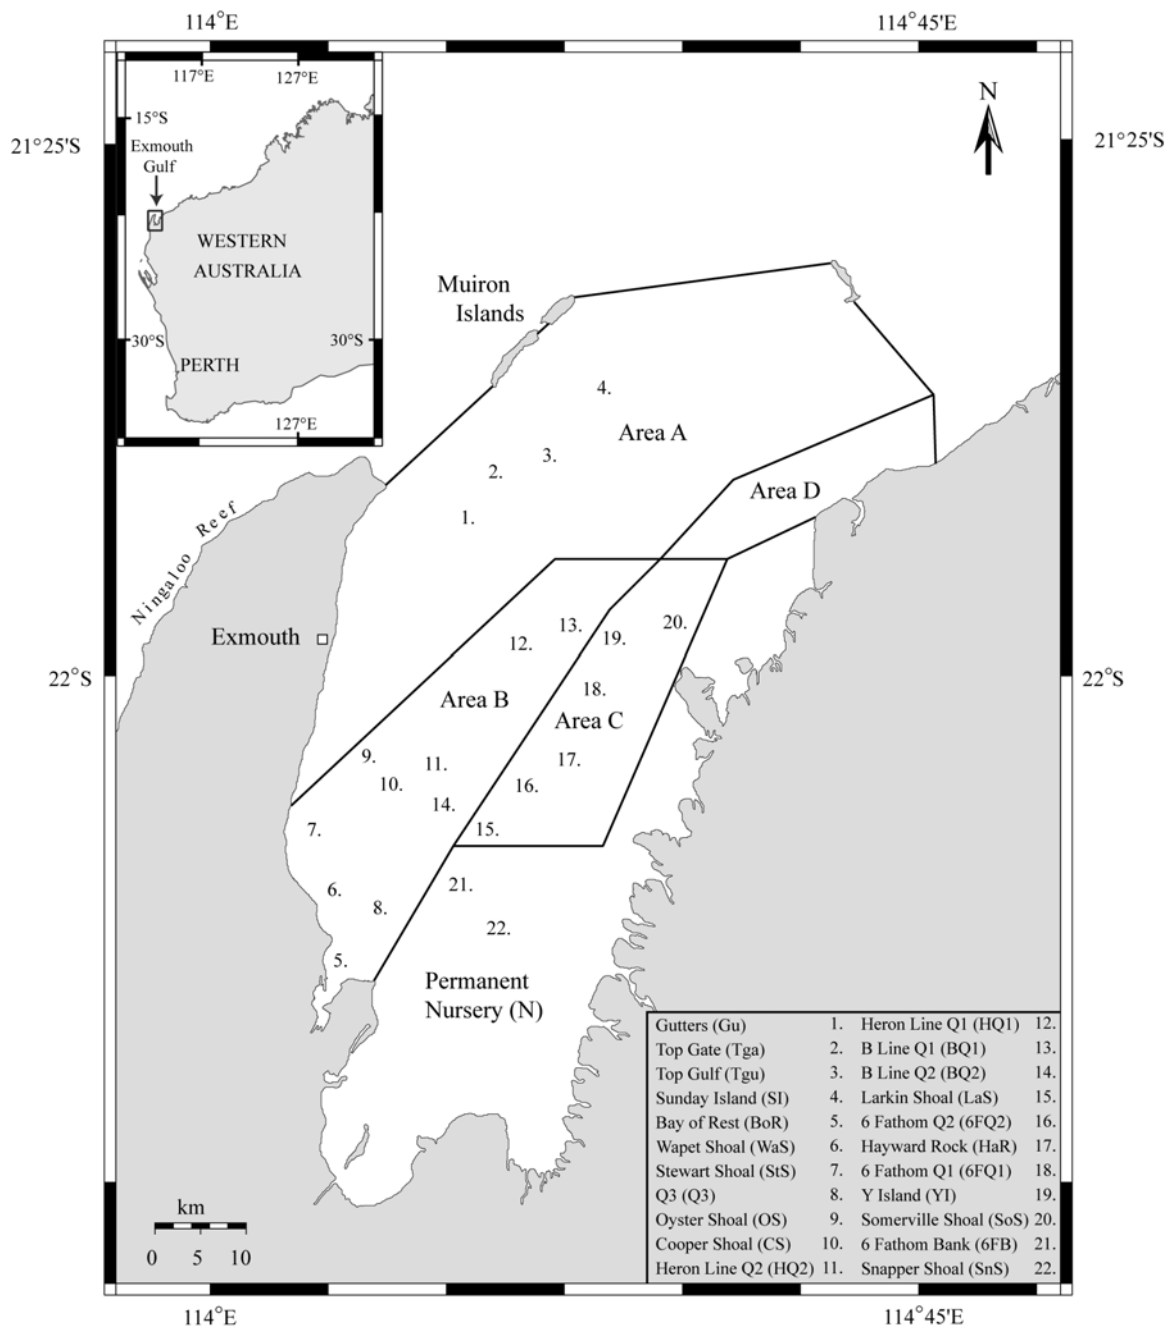 114°E
114°45'E
117°E
127°E
15°S
Exmouth
Gulf
WESTERN
AUSTRALIA
30°S
30°S
PERTH
127°E
N
21°25'S
21°25'S
Muiron
Islands
4.
Area A
3.
2.
1.
Area D
Ningaloo Reef
Exmouth
13.
12.
19.
20.
22°S
22°S
18.
Area B
Area C
9.
11.
10.
17.
16.
14.
15.
7.
6.
8.
21.
22.
5.
Permanent
Nursery (N)
Gutters (Gu) 1. Heron Line Q1 (HQ1) 12.
Top Gate (Tga) 2. B Line Q1 (BQ1) 13.
Top Gulf (Tgu) 3. B Line Q2 (BQ2) 14.
Sunday Island (SI) 4. Larkin Shoal (LaS) 15.
Bay of Rest (BoR) 5. 6 Fathom Q2 (6FQ2) 16.
Wapet Shoal (WaS) 6. Hayward Rock (HaR) 17.
Stewart Shoal (StS) 7. 6 Fathom Q1 (6FQ1) 18.
Q3 (Q3) 8. Y Island (YI) 19.
Oyster Shoal (OS) 9. Somerville Shoal (SoS) 20.
Cooper Shoal (CS) 10. 6 Fathom Bank (6FB) 21.
Heron Line Q2 (HQ2) 11. Snapper Shoal (SnS) 22.
km
0 5 10
114°E
114°45'E